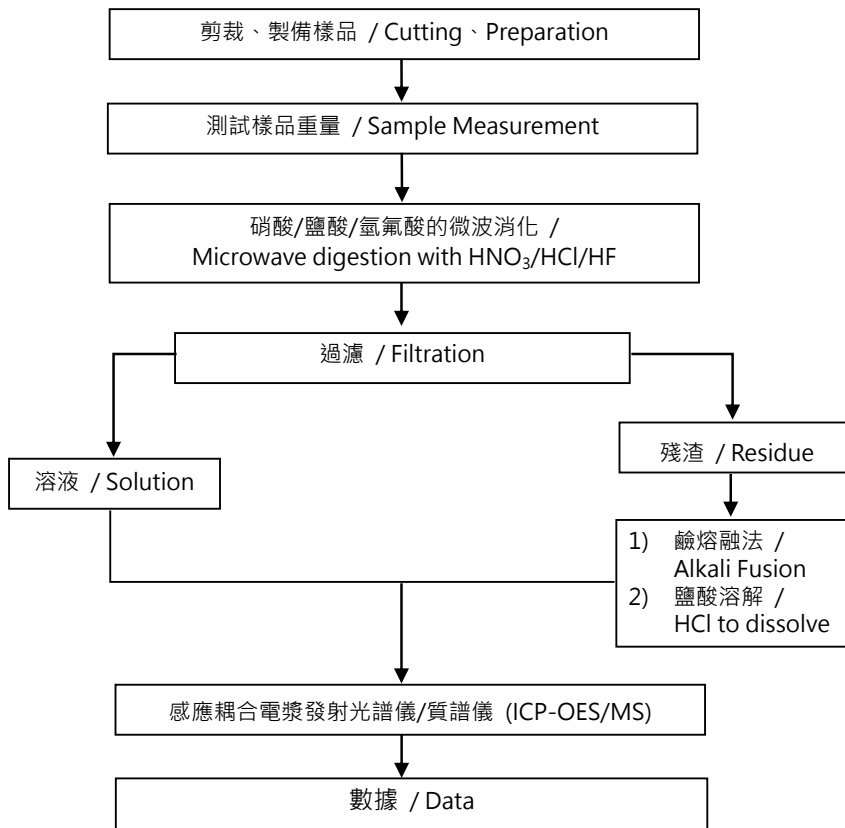 剪裁、製備樣品 / Cutting、Preparation
測試樣品重量 / Sample Measurement
硝酸/鹽酸/氫氟酸的微波消化 /
Microwave digestion with HNO₃/HCl/HF
過濾 / Filtration
溶液 / Solution
殘渣 / Residue
1) 鹼熔融法 /
Alkali Fusion
2) 鹽酸溶解 /
HCl to dissolve
感應耦合電漿發射光譜儀/質譜儀 (ICP-OES/MS)
數據 / Data